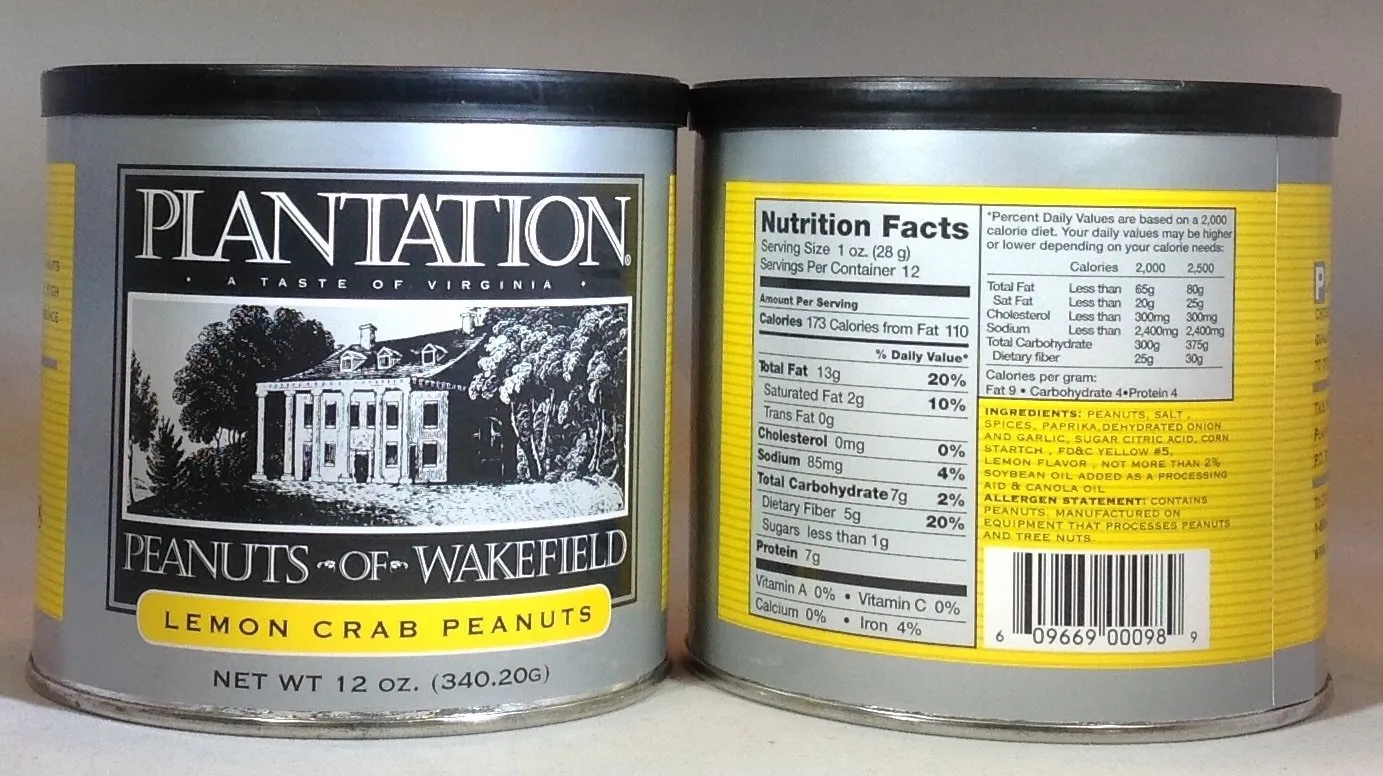 PLANTATION®
• A TASTE OF VIRGINIA •
PEANUTS OF WAKEFIELD
LEMON CRAB PEANUTS
NET WT 12 OZ. (340.20G)
Nutrition Facts
Serving Size 1 oz. (28 g)
Servings Per Container 12
Amount Per Serving
Calories 173 Calories from Fat 110
% Daily Value*
Total Fat 13g 20%
Saturated Fat 2g 10%
Trans Fat 0g
Cholesterol 0mg 0%
Sodium 85mg 4%
Total Carbohydrate 7g 2%
Dietary Fiber 5g 20%
Sugars less than 1g
Protein 7g
Vitamin A 0% • Vitamin C 0%
Calcium 0% • Iron 4%
*Percent Daily Values are based on a 2,000
calorie diet. Your daily values may be higher
or lower depending on your calorie needs:
Calories 2,000 2,500
Total Fat Less than 65g 80g
Sat Fat Less than 20g 25g
Cholesterol Less than 300mg 300mg
Sodium Less than 2,400mg 2,400mg
Total Carbohydrate 300g 375g
Dietary fiber 25g 30g
Calories per gram:
Fat 9 • Carbohydrate 4•Protein 4
INGREDIENTS: PEANUTS, SALT ,
SPICES, PAPRIKA,DEHYDRATED ONION
AND GARLIC, SUGAR CITRIC ACID, CORN
STARTCH , FD&C YELLOW #5,
LEMON FLAVOR , NOT MORE THAN 2%
SOYBEAN OIL ADDED AS A PROCESSING
AID & CANOLA OIL
ALLERGEN STATEMENT: CONTAINS
PEANUTS. MANUFACTURED ON
EQUIPMENT THAT PROCESSES PEANUTS
AND TREE NUTS.
6 09669 00098 9